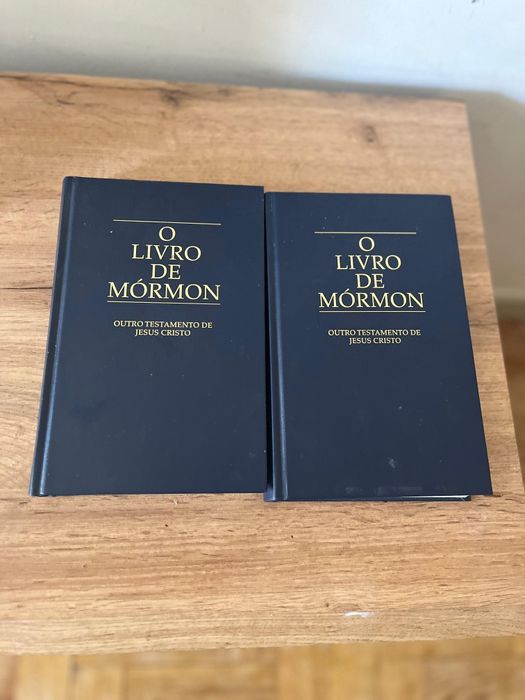 O
LIVRO
DE
MÓRMON
OUTRO TESTAMENTO DE
JESUS CRISTO
O
LIVRO
DE
MÓRMON
OUTRO TESTAMENTO DE
JESUS CRISTO